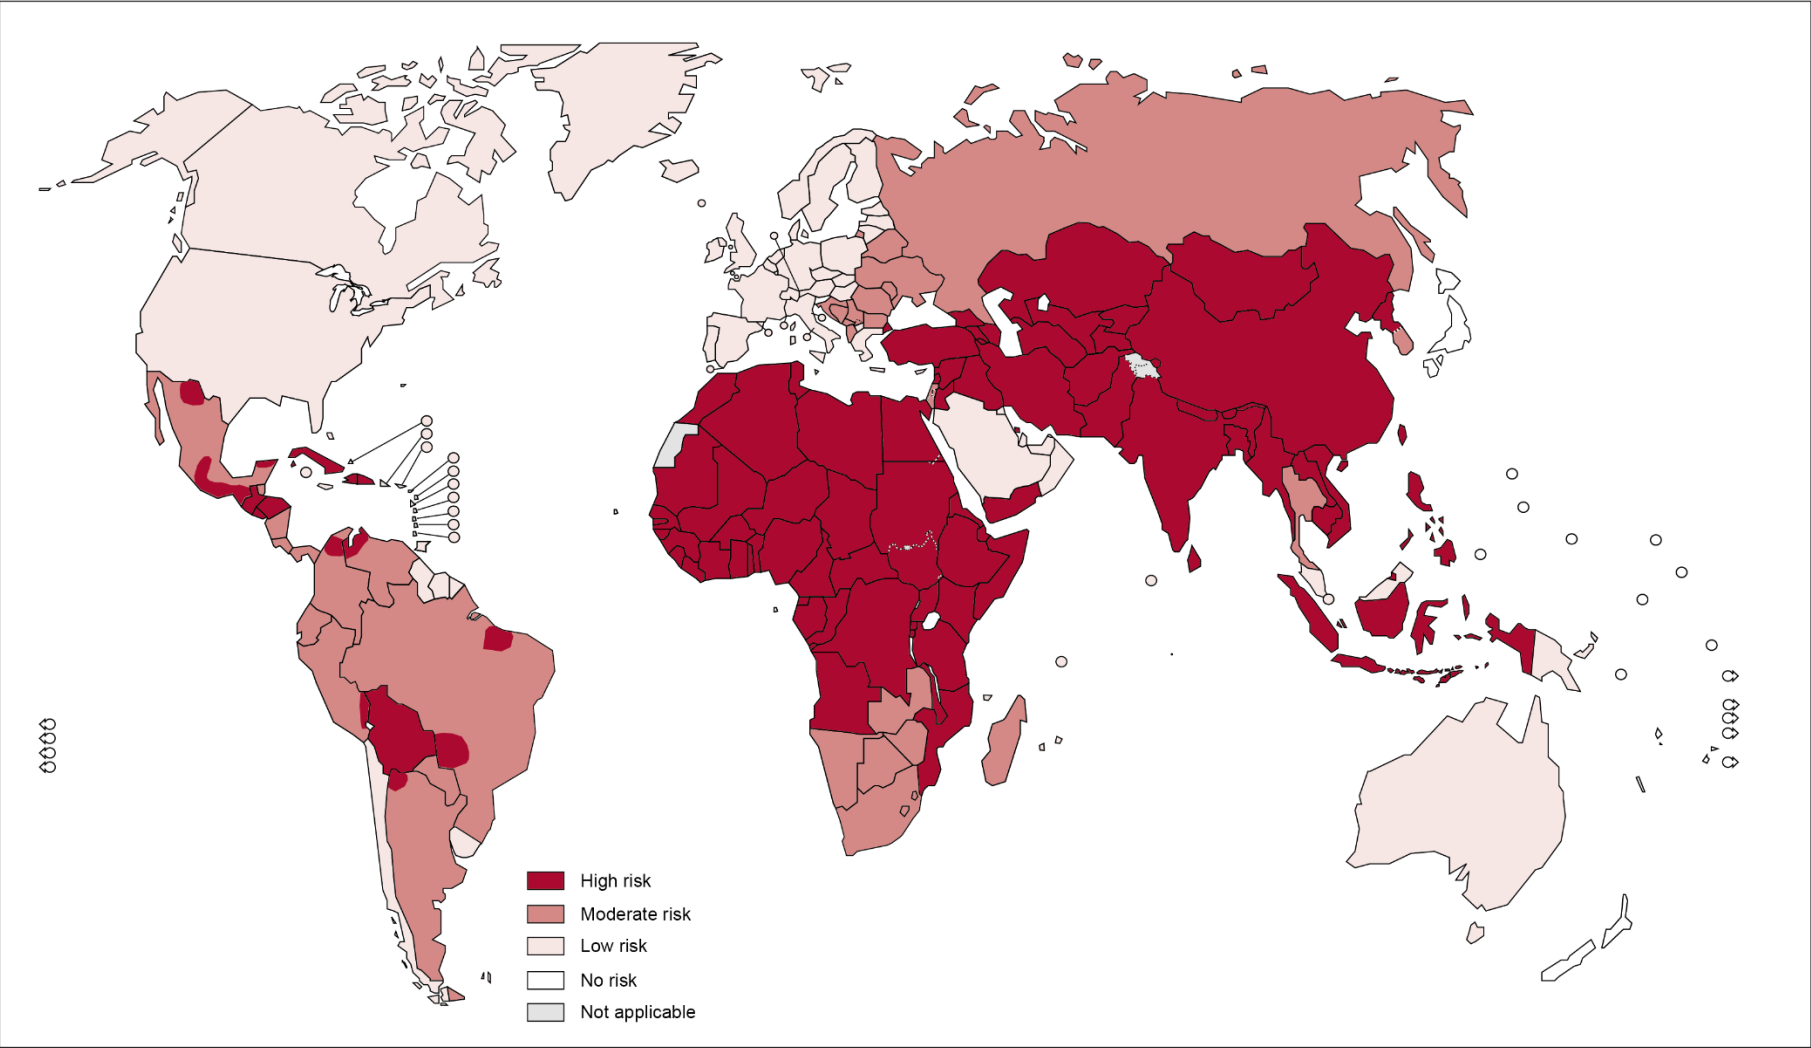 High risk
Moderate risk
Low risk
No risk
Not applicable